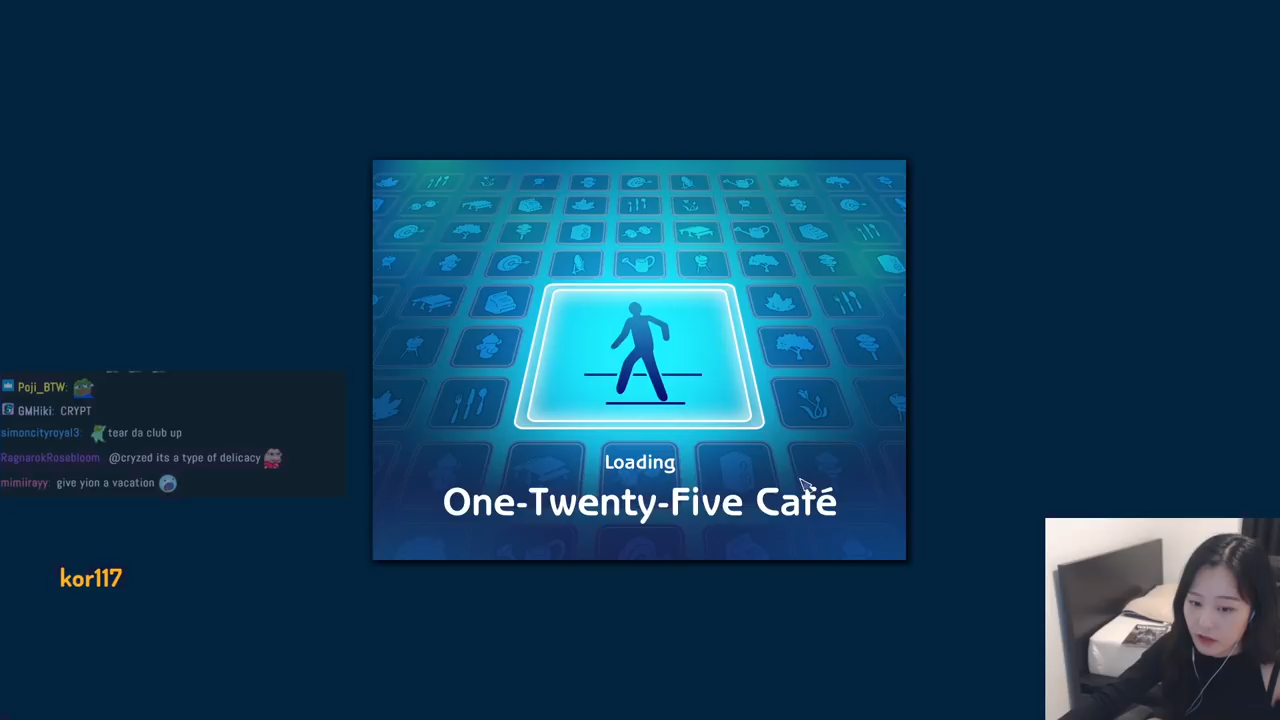 Poji_BTW:
GMHiki: CRYPT
simoncityroyal3: tear da club up
RagnarokRosebloom @cryzed its a type of delicacy
mimiirayy: give yion a vacation
kor117
Loading
One-Twenty-Five Café